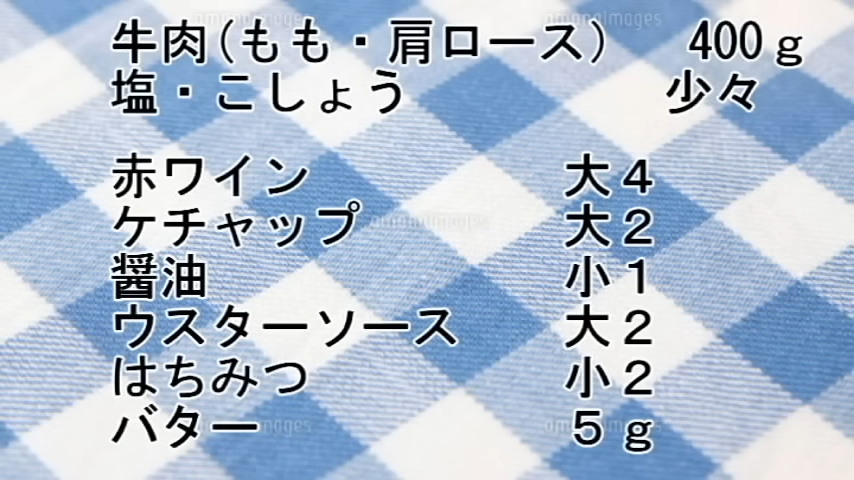 牛肉(もも・肩ロース) 400ｇ
塩・こしょう 少々
赤ワイン 大４
ケチャップ 大２
醤油 小１
ウスターソース 大２
はちみつ 小２
バター ５ｇ